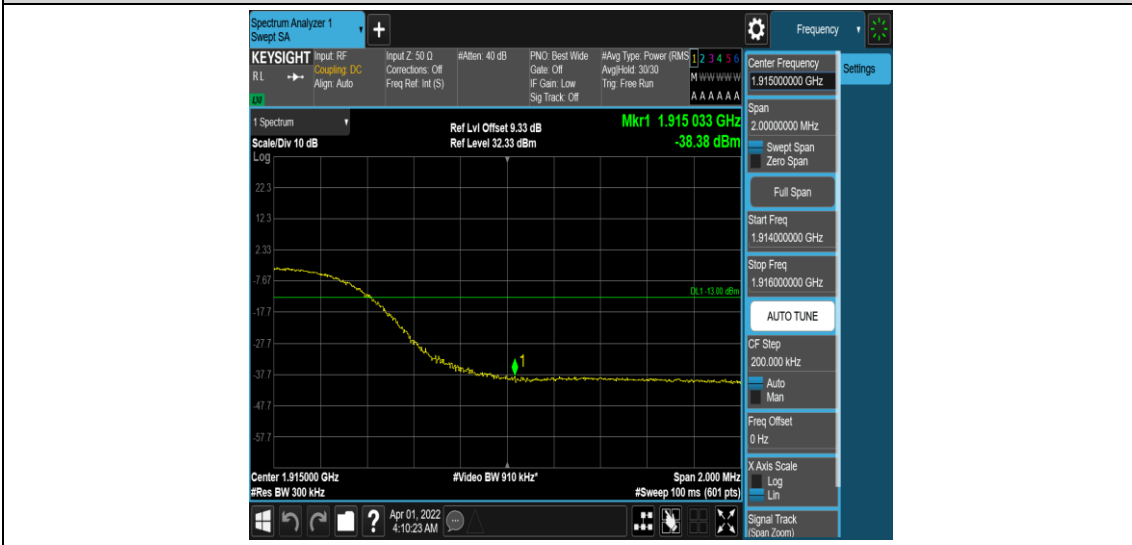 Spectrum Analyzer 1
Swept SA
+
Frequency
KEYSIGHT
RL
LXI
Input: RF
Coupling: DC
Align: Auto
Input Z: 50 Ω
Corrections: Off
Freq Ref: Int (S)
#Atten: 40 dB
PNO: Best Wide
Gate: Off
IF Gain: Low
Sig Track: Off
#Avg Type: Power (RMS
Avg|Hold: 30/30
Trig: Free Run
1 2 3 4 5 6
M W W W W W
A A A A A A
1 Spectrum
Scale/Div 10 dB
Ref Lvl Offset 9.33 dB
Ref Level 32.33 dBm
Mkr1 1.915 033 GHz
-38.38 dBm
Log
22.3
12.3
2.33
-7.67
DL1 -13.00 dBm
-17.7
-27.7
1
-37.7
-47.7
-57.7
Center 1.915000 GHz
#Video BW 910 kHz*
Span 2.000 MHz
#Res BW 300 kHz
#Sweep 100 ms (601 pts)
?
Apr 01, 2022
4:10:23 AM
Center Frequency
1.915000000 GHz
Settings
Span
2.00000000 MHz
Swept Span
Zero Span
Full Span
Start Freq
1.914000000 GHz
Stop Freq
1.916000000 GHz
AUTO TUNE
CF Step
200.000 kHz
Auto
Man
Freq Offset
0 Hz
X Axis Scale
Log
Lin
Signal Track
(Span Zoom)